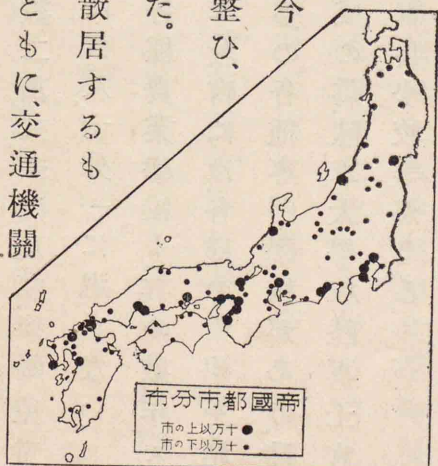 今
整ひ、
た。
散居するも
ともに、交通機關
帝國都市分布
十万以上の市
十万以下の市